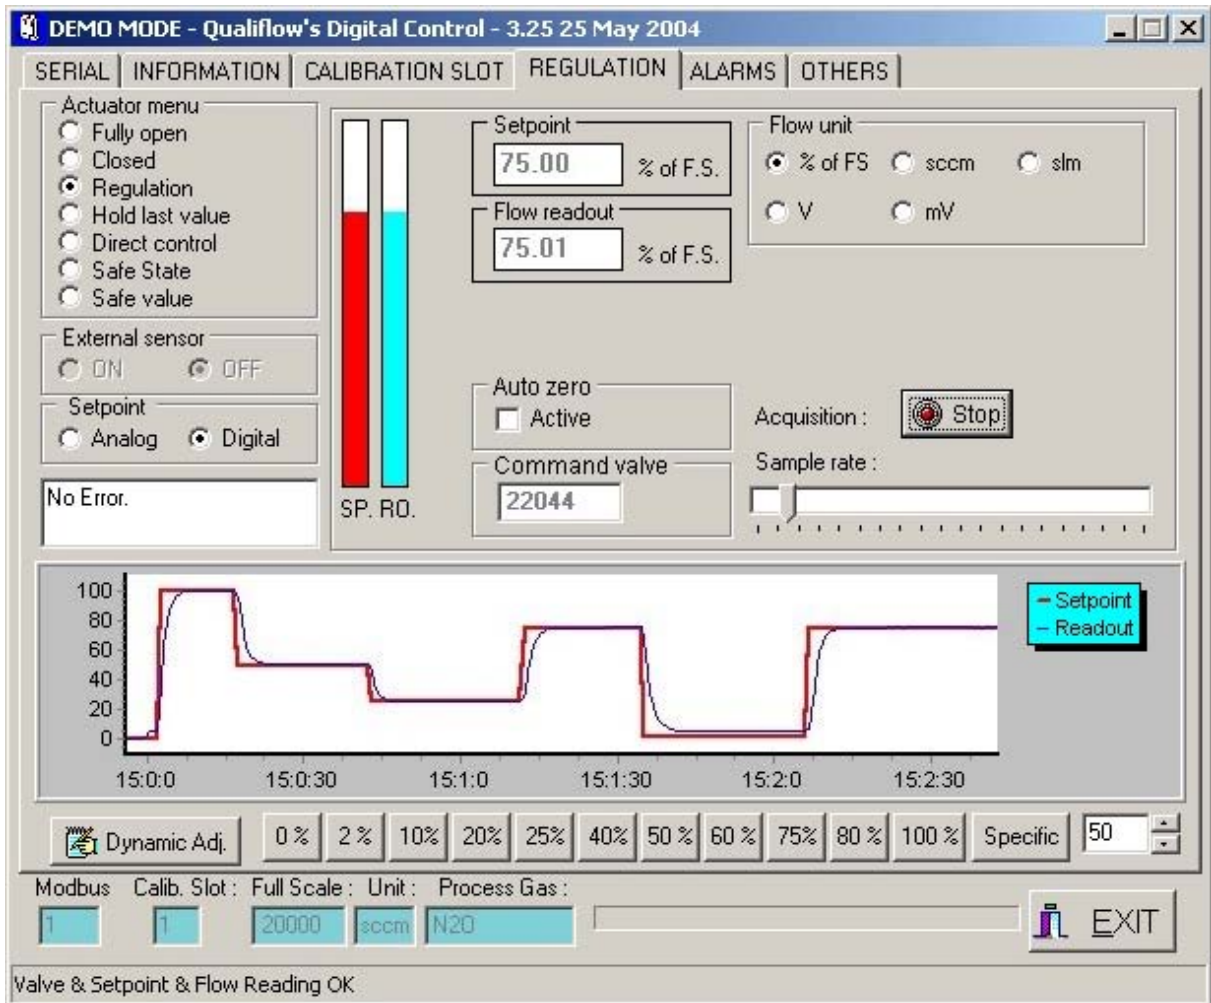 DEMO MODE - Qualiflow's Digital Control - 3.25 25 May 2004
SERIAL INFORMATION CALIBRATION SLOT REGULATION ALARMS OTHERS
Actuator menu
Fully open
Closed
Regulation
Hold last value
Direct control
Safe State
Safe value
External sensor
ON OFF
Setpoint
Analog Digital
No Error.
SP. RO.
Setpoint
75.00 % of F.S.
Flow readout
75.01 % of F.S.
Flow unit
% of FS sccm slm
V mV
Auto zero
Active
Command valve
22044
Acquisition : Stop
Sample rate :
100
80
60
40
20
0
15:0:0 15:0:30 15:1:0 15:1:30 15:2:0 15:2:30
Setpoint
Readout
Dynamic Adj. 0 % 2 % 10% 20% 25% 40% 50 % 60 % 75% 80 % 100 % Specific 50
Modbus Calib. Slot : Full Scale : Unit : Process Gas :
1 1 20000 sccm N2O
EXIT
Valve & Setpoint & Flow Reading OK